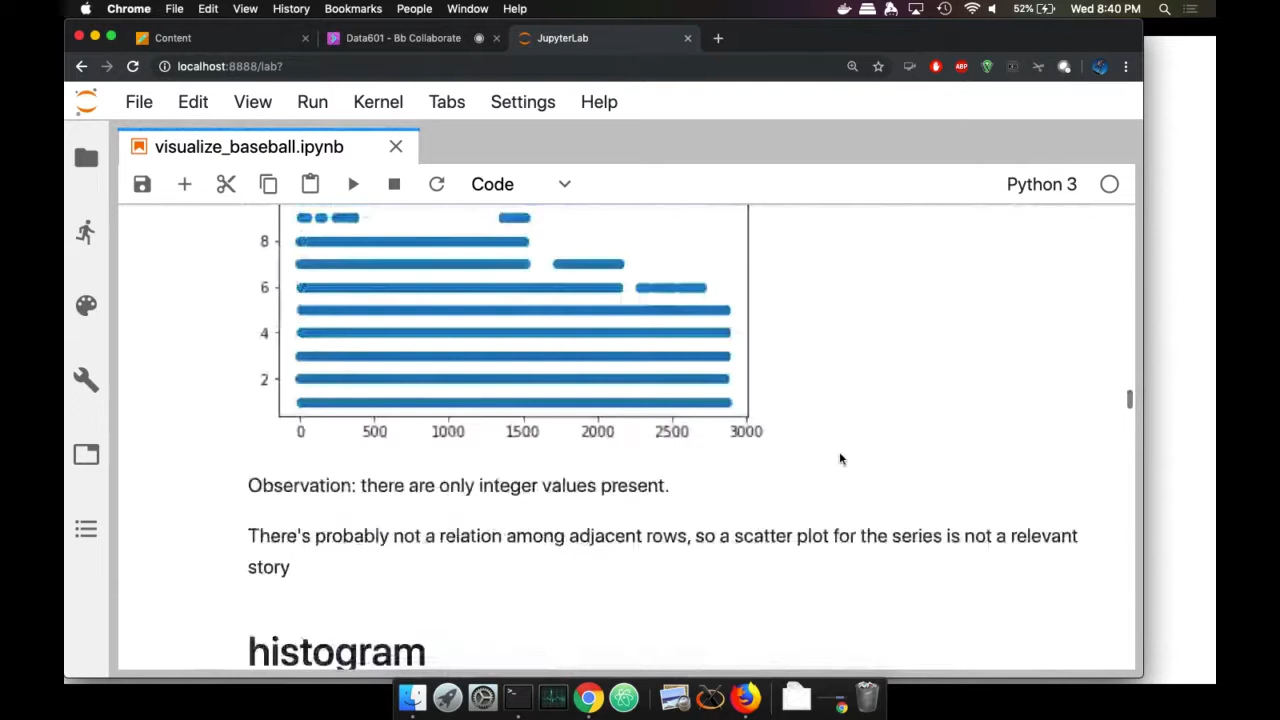 Chrome File Edit View History Bookmarks People Window Help 52% Wed 8:40 PM
Content Data601 - Bb Collaborate JupyterLab
localhost:8888/lab?
ABP
File Edit View Run Kernel Tabs Settings Help
visualize_baseball.ipynb
Code Python 3
8
6
4
2
0 500 1000 1500 2000 2500 3000
Observation: there are only integer values present.
There's probably not a relation among adjacent rows, so a scatter plot for the series is not a relevant
story
histogram